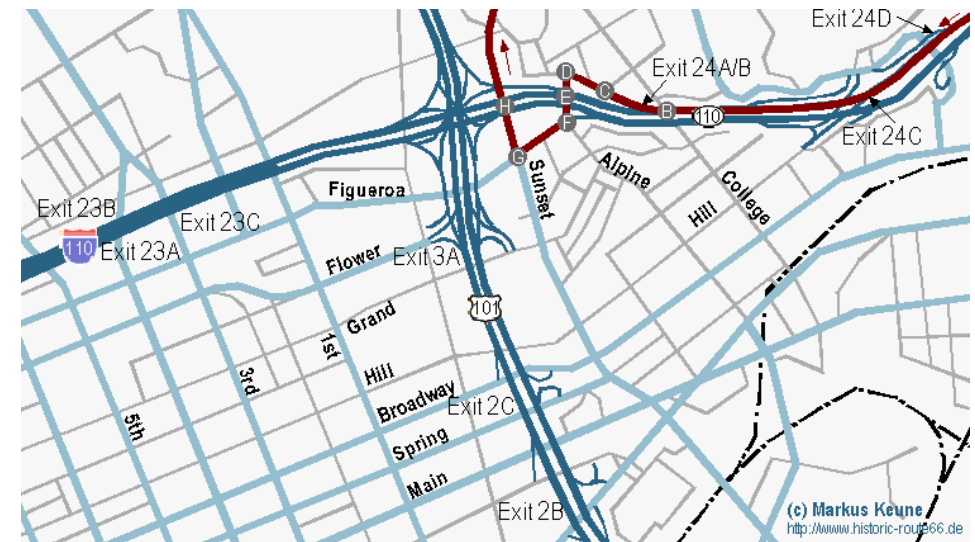 Exit 24D
D
Exit 24A/B
E
C
H
B
110
F
Exit 24C
G
Sunset
Alpine
Figueroa
College
Exit 23B
Hill
Exit 23C
110
Exit 23A
Flower
Exit 3A
101
Grand
1st
Hill
3rd
Broadway
Exit 2C
5th
Spring
Main
Exit 2B
(c) Markus Keune
http://www.historic-route66.de